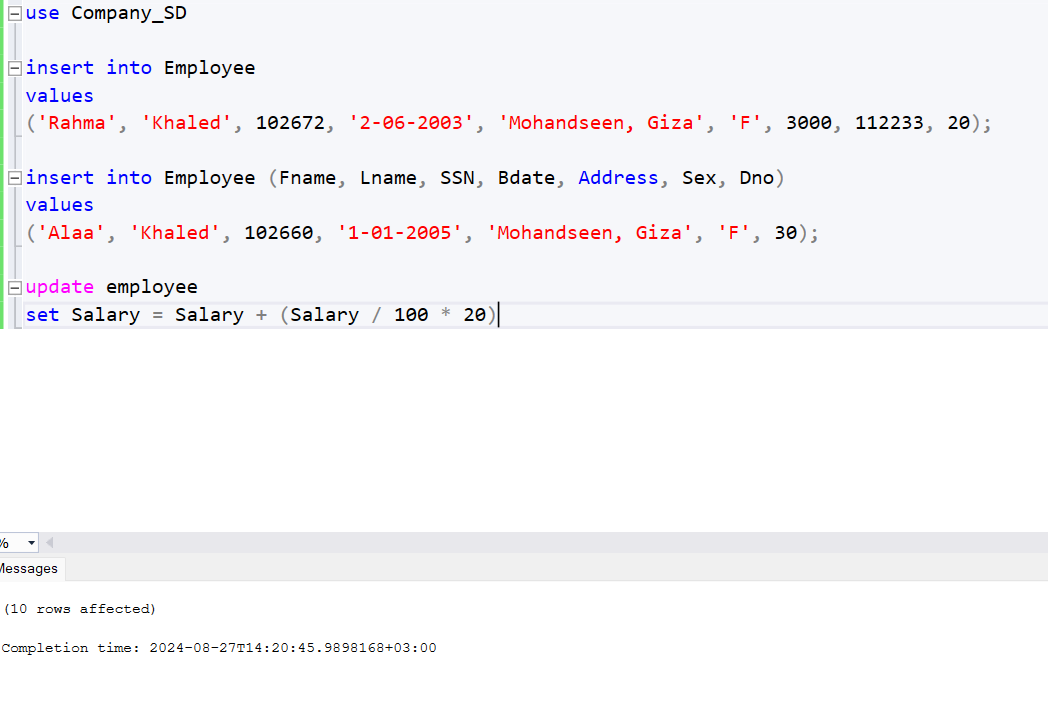 use Company_SD
insert into Employee
values
('Rahma', 'Khaled', 102672, '2-06-2003', 'Mohandseen, Giza', 'F', 3000, 112233, 20);
insert into Employee (Fname, Lname, SSN, Bdate, Address, Sex, Dno)
values
('Alaa', 'Khaled', 102660, '1-01-2005', 'Mohandseen, Giza', 'F', 30);
update employee
set Salary = Salary + (Salary / 100 * 20)
%
Messages
(10 rows affected)
Completion time: 2024-08-27T14:20:45.9898168+03:00